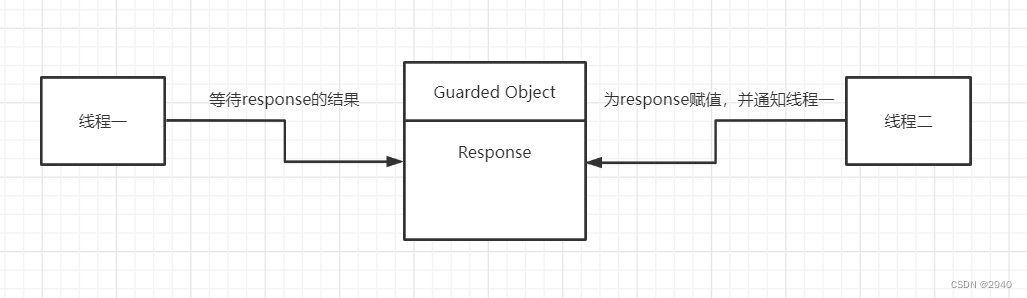 等待response的结果
Guarded Object
为response赋值，并通知线程一
线程一
线程二
Response
CSDN @2940